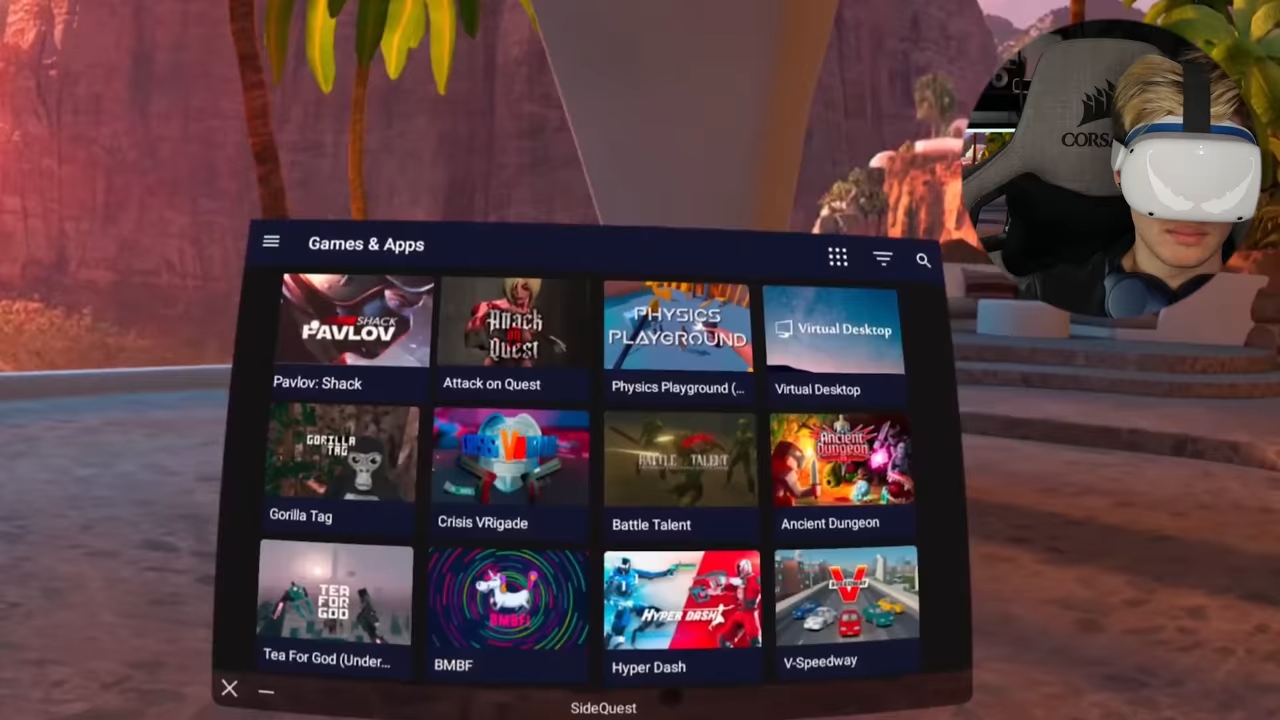 CORSA
Games & Apps
SHACK
PAVLOV
Attack
on
Quest
PHYSICS
PLAYGROUND
Virtual Desktop
Pavlov: Shack
Attack on Quest
Physics Playground (...
Virtual Desktop
GORILLA
TAG
BATTLE TALENT
Ancient
Dungeon
Gorilla Tag
Crisis VRigade
Battle Talent
Ancient Dungeon
TEA
FOR
GOD
BMBF
HYPER DASH
V
SPEEDWAY
Tea For God (Under...
BMBF
Hyper Dash
V-Speedway
SideQuest